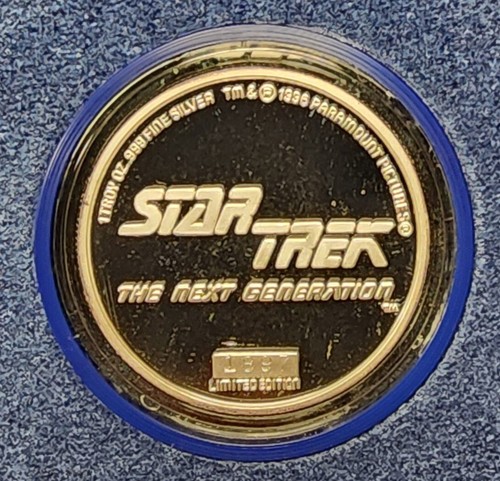 1 TROY OZ. .999 FINE SILVER TM & ® 1996 PARAMOUNT PICTURES®
STAR
TREK
THE NEXT GENERATION
TM
LIMITED EDITION